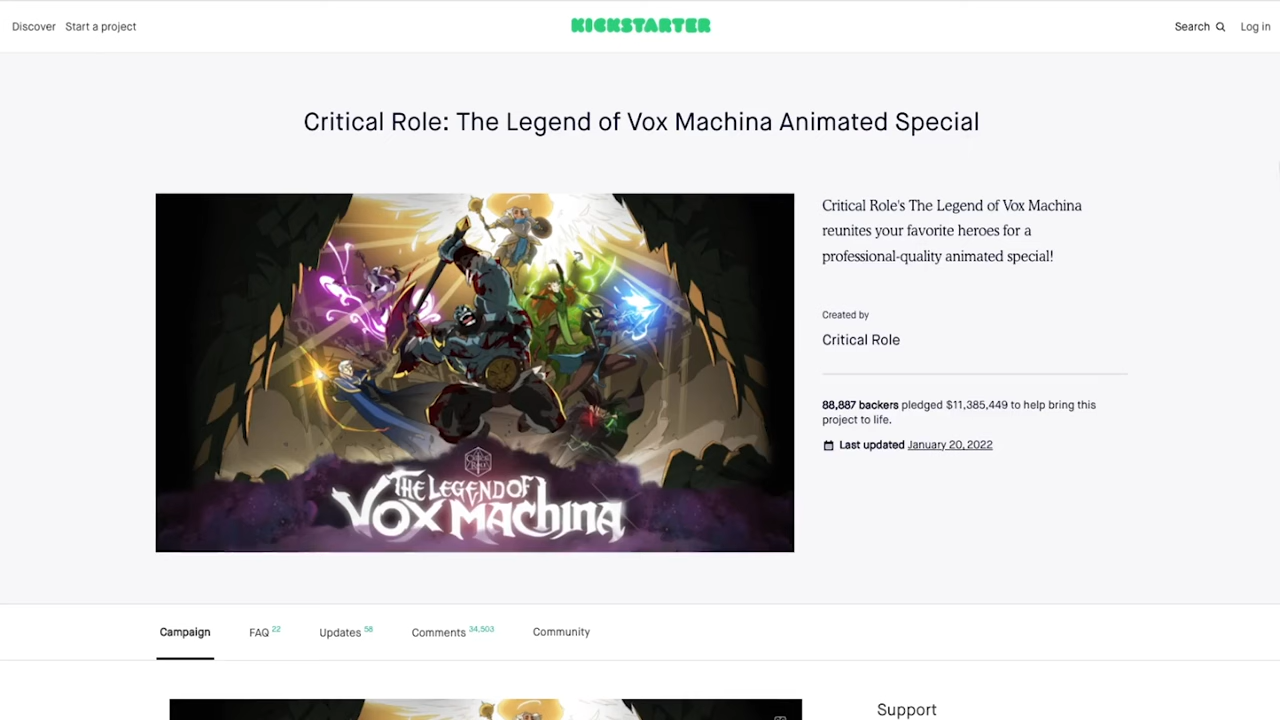 Discover Start a project
KICKSTARTER
Search
Log in
Critical Role: The Legend of Vox Machina Animated Special
Critical Role's The Legend of Vox Machina
reunites your favorite heroes for a
professional-quality animated special!
Created by
Critical Role
88,887 backers pledged $11,385,449 to help bring this
project to life.
Last updated January 20, 2022
CRITICAL
ROLE
THE LEGEND OF
VOX MACHINA
Campaign
FAQ 22
Updates 58
Comments 34,503
Community
Support